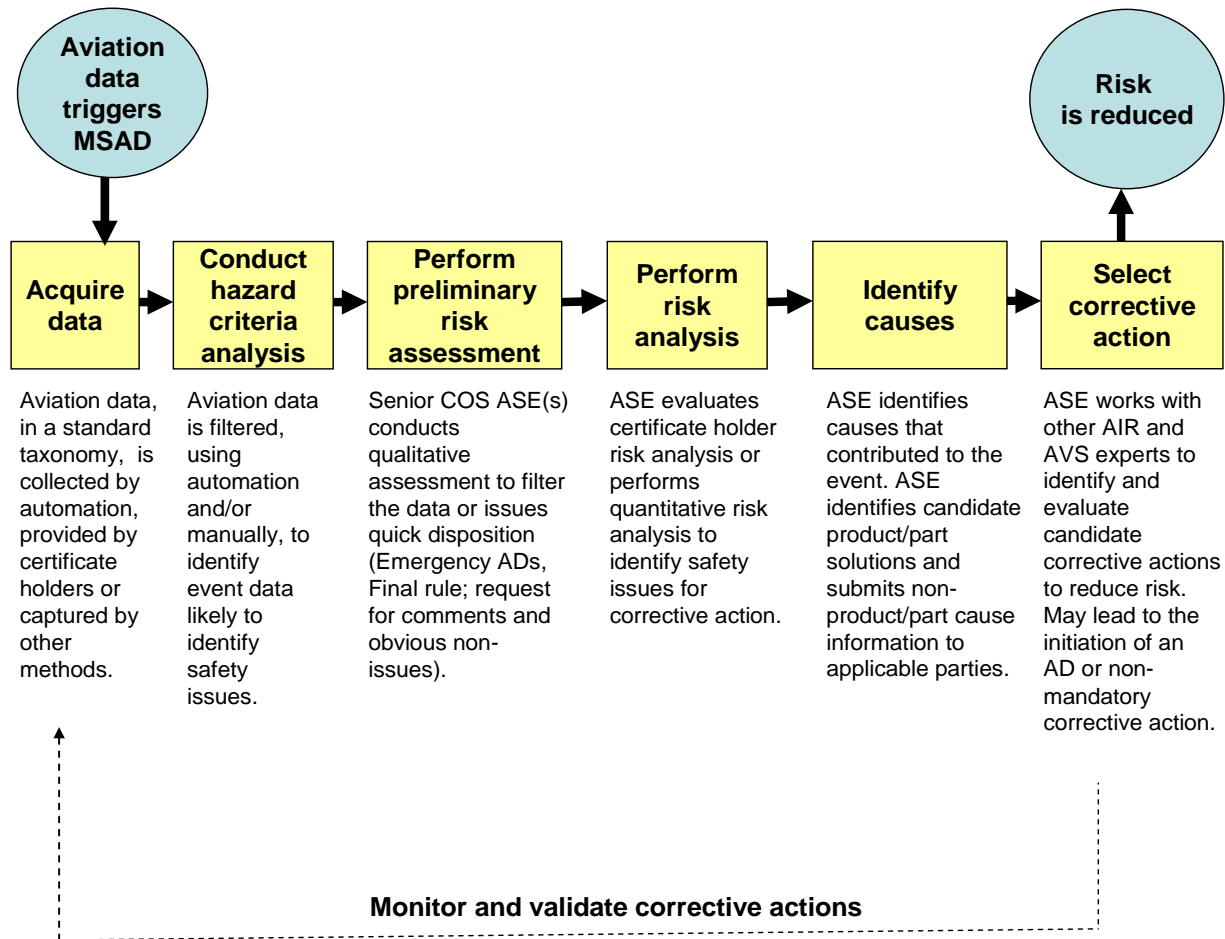 Aviation
data
triggers
MSAD
Risk
is reduced
Acquire
data
Conduct
hazard
criteria
analysis
Perform
preliminary
risk
assessment
Perform
risk
analysis
Identify
causes
Select
corrective
action
Aviation data,
in a standard
taxonomy, is
collected by
automation,
provided by
certificate
holders or
captured by
other
methods.
Aviation data
is filtered,
using
automation
and/or
manually, to
identify
event data
likely to
identify
safety
issues.
Senior COS ASE(s)
conducts
qualitative
assessment to filter
the data or issues
quick disposition
(Emergency ADs,
Final rule; request
for comments and
obvious non-
issues).
ASE evaluates
certificate holder
risk analysis or
performs
quantitative risk
analysis to
identify safety
issues for
corrective action.
ASE identifies
causes that
contributed to the
event. ASE
identifies candidate
product/part
solutions and
submits non-
product/part cause
information to
applicable parties.
ASE works with
other AIR and
AVS experts to
identify and
evaluate
candidate
corrective actions
to reduce risk.
May lead to the
initiation of an
AD or non-
mandatory
corrective action.
Monitor and validate corrective actions